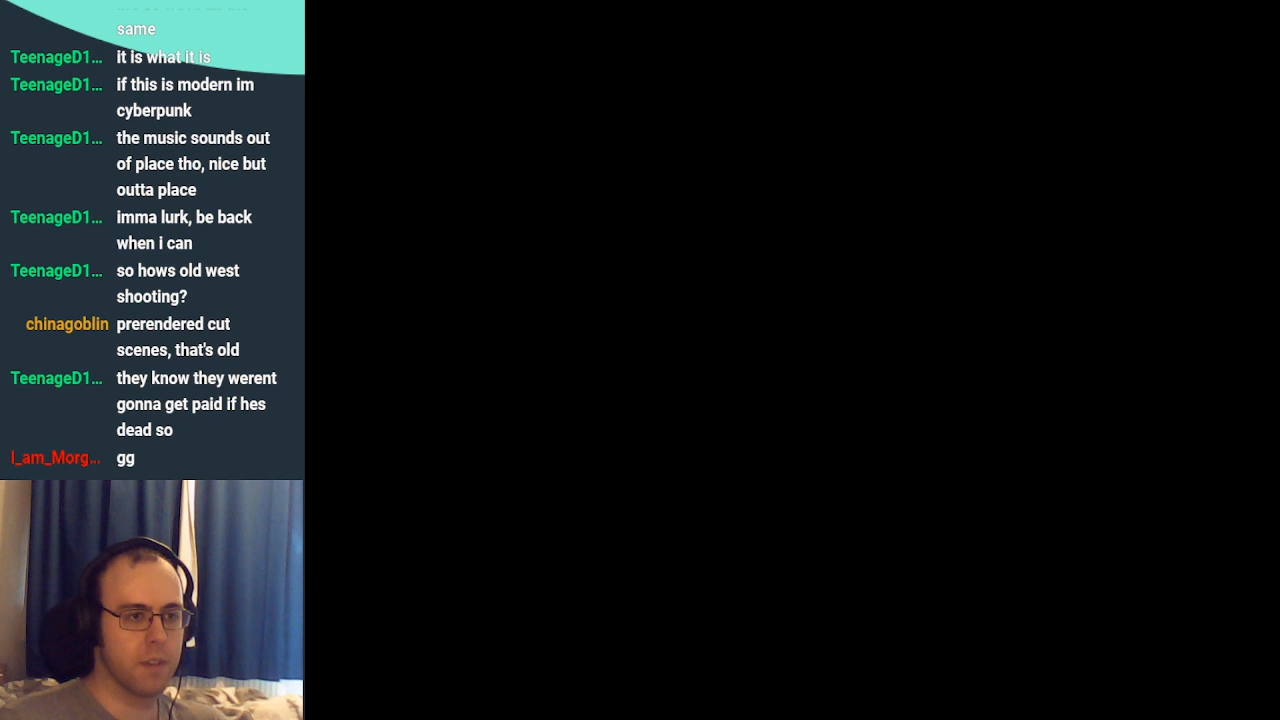 same
TeenageD1... it is what it is
TeenageD1... if this is modern im
cyberpunk
TeenageD1... the music sounds out
of place tho, nice but
outta place
TeenageD1... imma lurk, be back
when i can
TeenageD1... so hows old west
shooting?
chinagoblin prerendered cut
scenes, that's old
TeenageD1... they know they werent
gonna get paid if hes
dead so
I_am_Morg... gg